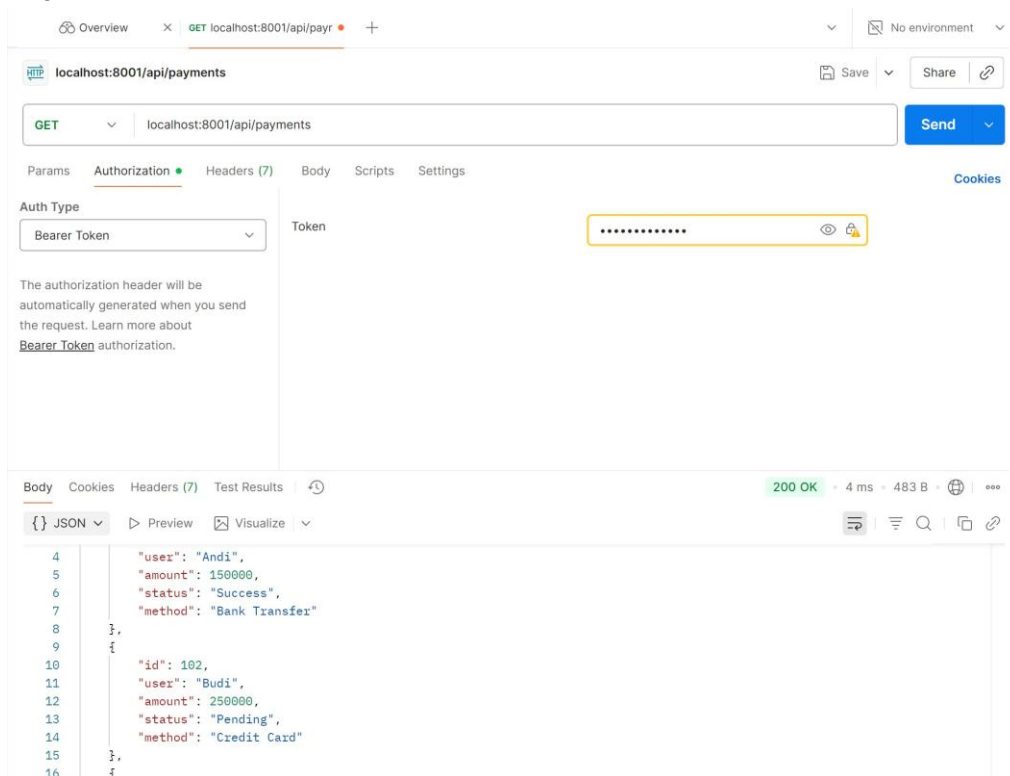 Overview × GET localhost:8001/api/payr No environment
HTTP localhost:8001/api/payments Save Share
GET localhost:8001/api/payments Send
Params Authorization Headers (7) Body Scripts Settings Cookies
Auth Type
Bearer Token
Token
•••••••••••••
The authorization header will be
automatically generated when you send
the request. Learn more about
Bearer Token authorization.
Body Cookies Headers (7) Test Results 200 OK • 4 ms • 483 B
{} JSON Preview Visualize
4 "user": "Andi",
5 "amount": 150000,
6 "status": "Success",
7 "method": "Bank Transfer"
8 },
9 {
10 "id": 102,
11 "user": "Budi",
12 "amount": 250000,
13 "status": "Pending",
14 "method": "Credit Card"
15 },
16 {